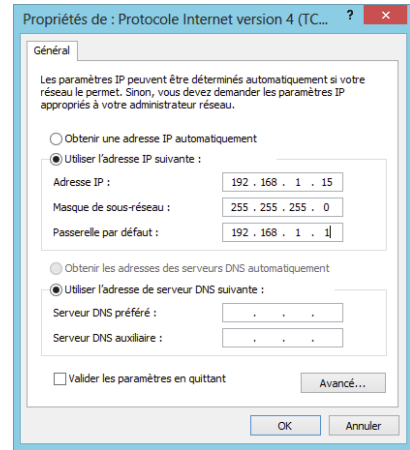 Propriétés de : Protocole Internet version 4 (TC... ? ×
Général
Les paramètres IP peuvent être déterminés automatiquement si votre
réseau le permet. Sinon, vous devez demander les paramètres IP
appropriés à votre administrateur réseau.
Obtenir une adresse IP automatiquement
Utiliser l'adresse IP suivante :
Adresse IP : 192 . 168 . 1 . 15
Masque de sous-réseau : 255 . 255 . 255 . 0
Passerelle par défaut : 192 . 168 . 1 . 1
Obtenir les adresses des serveurs DNS automatiquement
Utiliser l'adresse de serveur DNS suivante :
Serveur DNS préféré : . . .
Serveur DNS auxiliaire : . . .
Valider les paramètres en quittant
Avancé...
OK Annuler